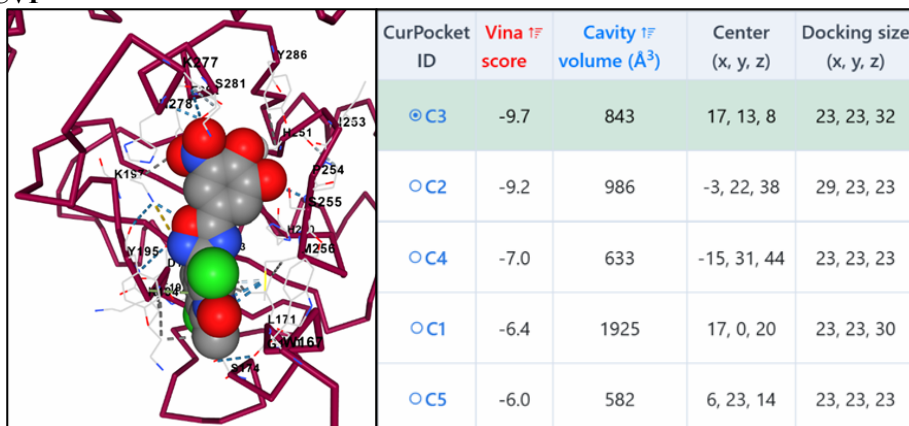 K277
Y286
S281
K197
H251
P254
S255
Y195
M256
L171
S174
CurPocket ID Vina score Cavity volume (Å³) Center (x, y, z) Docking size (x, y, z)
C3 -9.7 843 17, 13, 8 23, 23, 32
C2 -9.2 986 -3, 22, 38 29, 23, 23
C4 -7.0 633 -15, 31, 44 23, 23, 23
C1 -6.4 1925 17, 0, 20 23, 23, 30
C5 -6.0 582 6, 23, 14 23, 23, 23